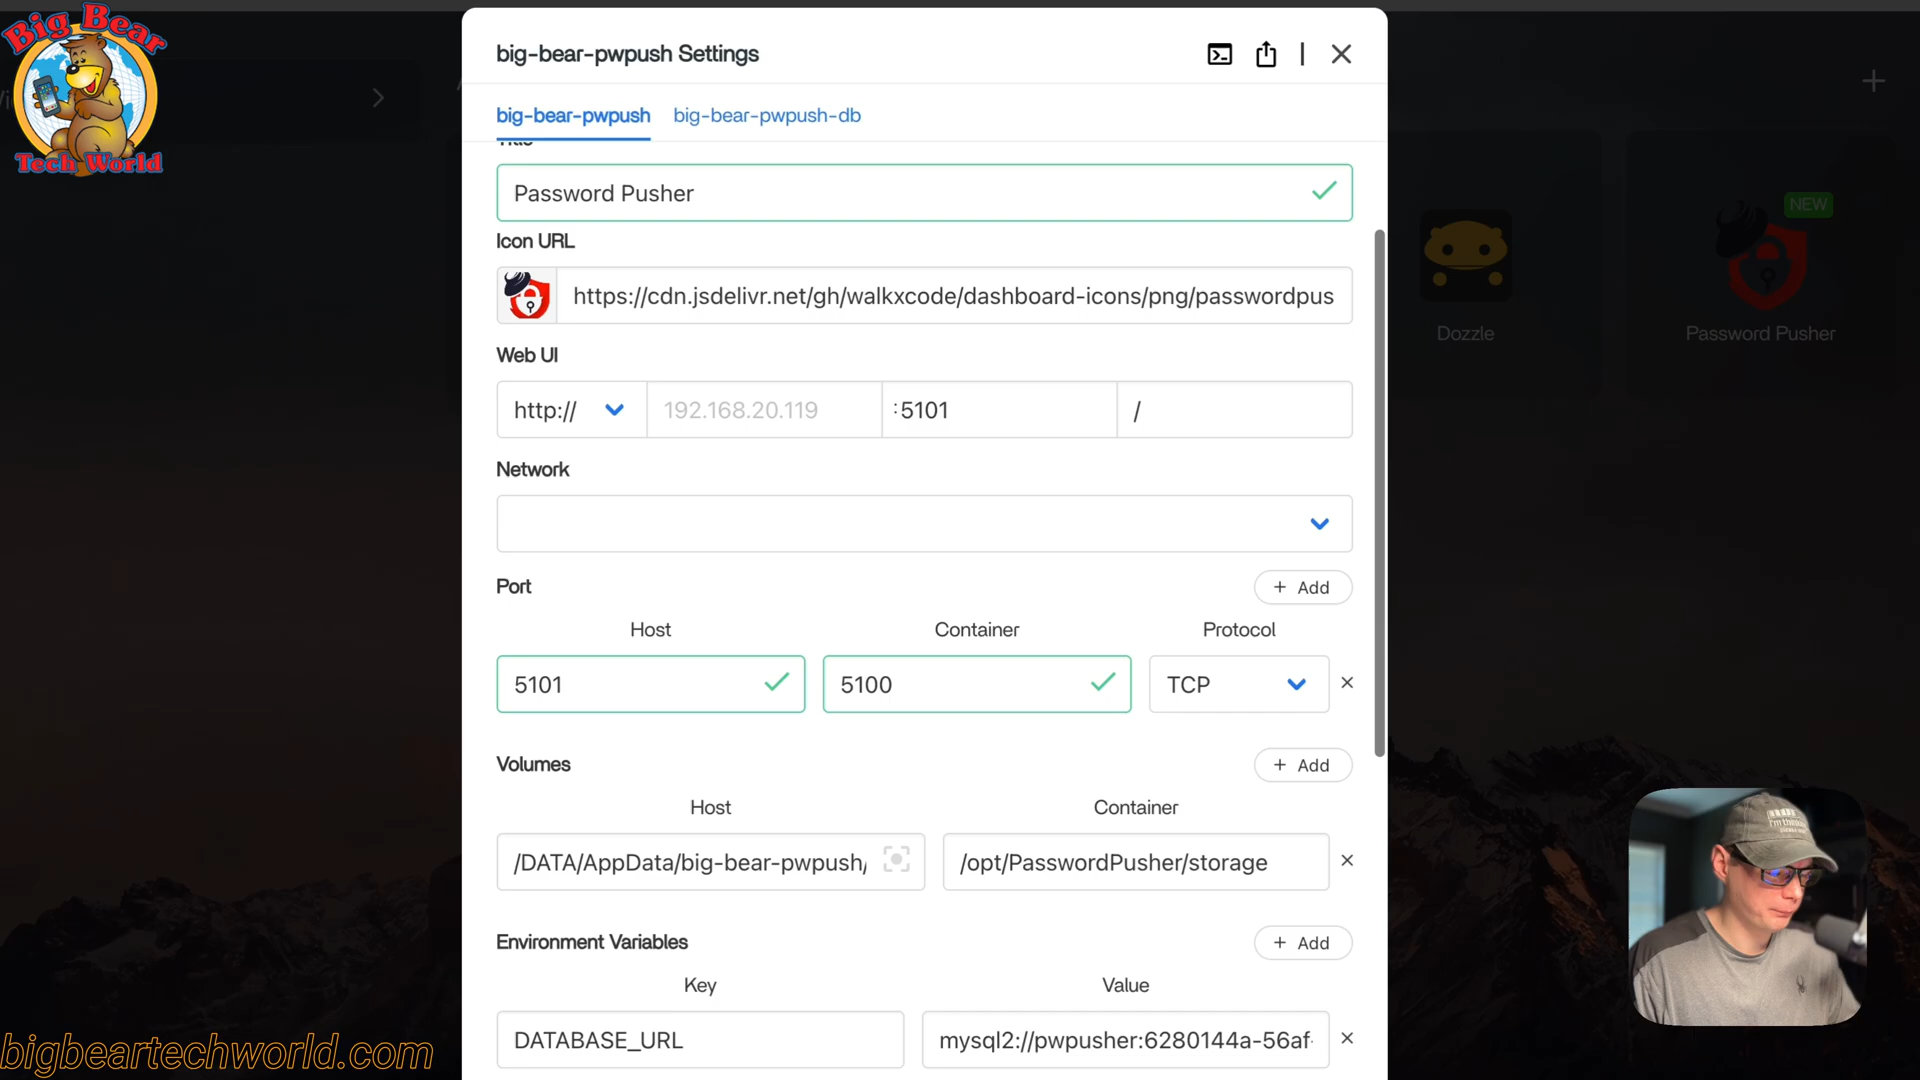 Big Bear
Tech World
big-bear-pwpush Settings
big-bear-pwpush
big-bear-pwpush-db
Password Pusher
Icon URL
https://cdn.jsdelivr.net/gh/walkxcode/dashboard-icons/png/passwordpus
Web UI
http://
192.168.20.119
:5101
/
Network
Port
+ Add
Host
Container
Protocol
5101
5100
TCP
Volumes
+ Add
Host
Container
/DATA/AppData/big-bear-pwpush/
/opt/PasswordPusher/storage
Environment Variables
+ Add
Key
Value
DATABASE_URL
mysql2://pwpusher:6280144a-56af-
NEW
Dozzle
Password Pusher
bigbeartechworld.com